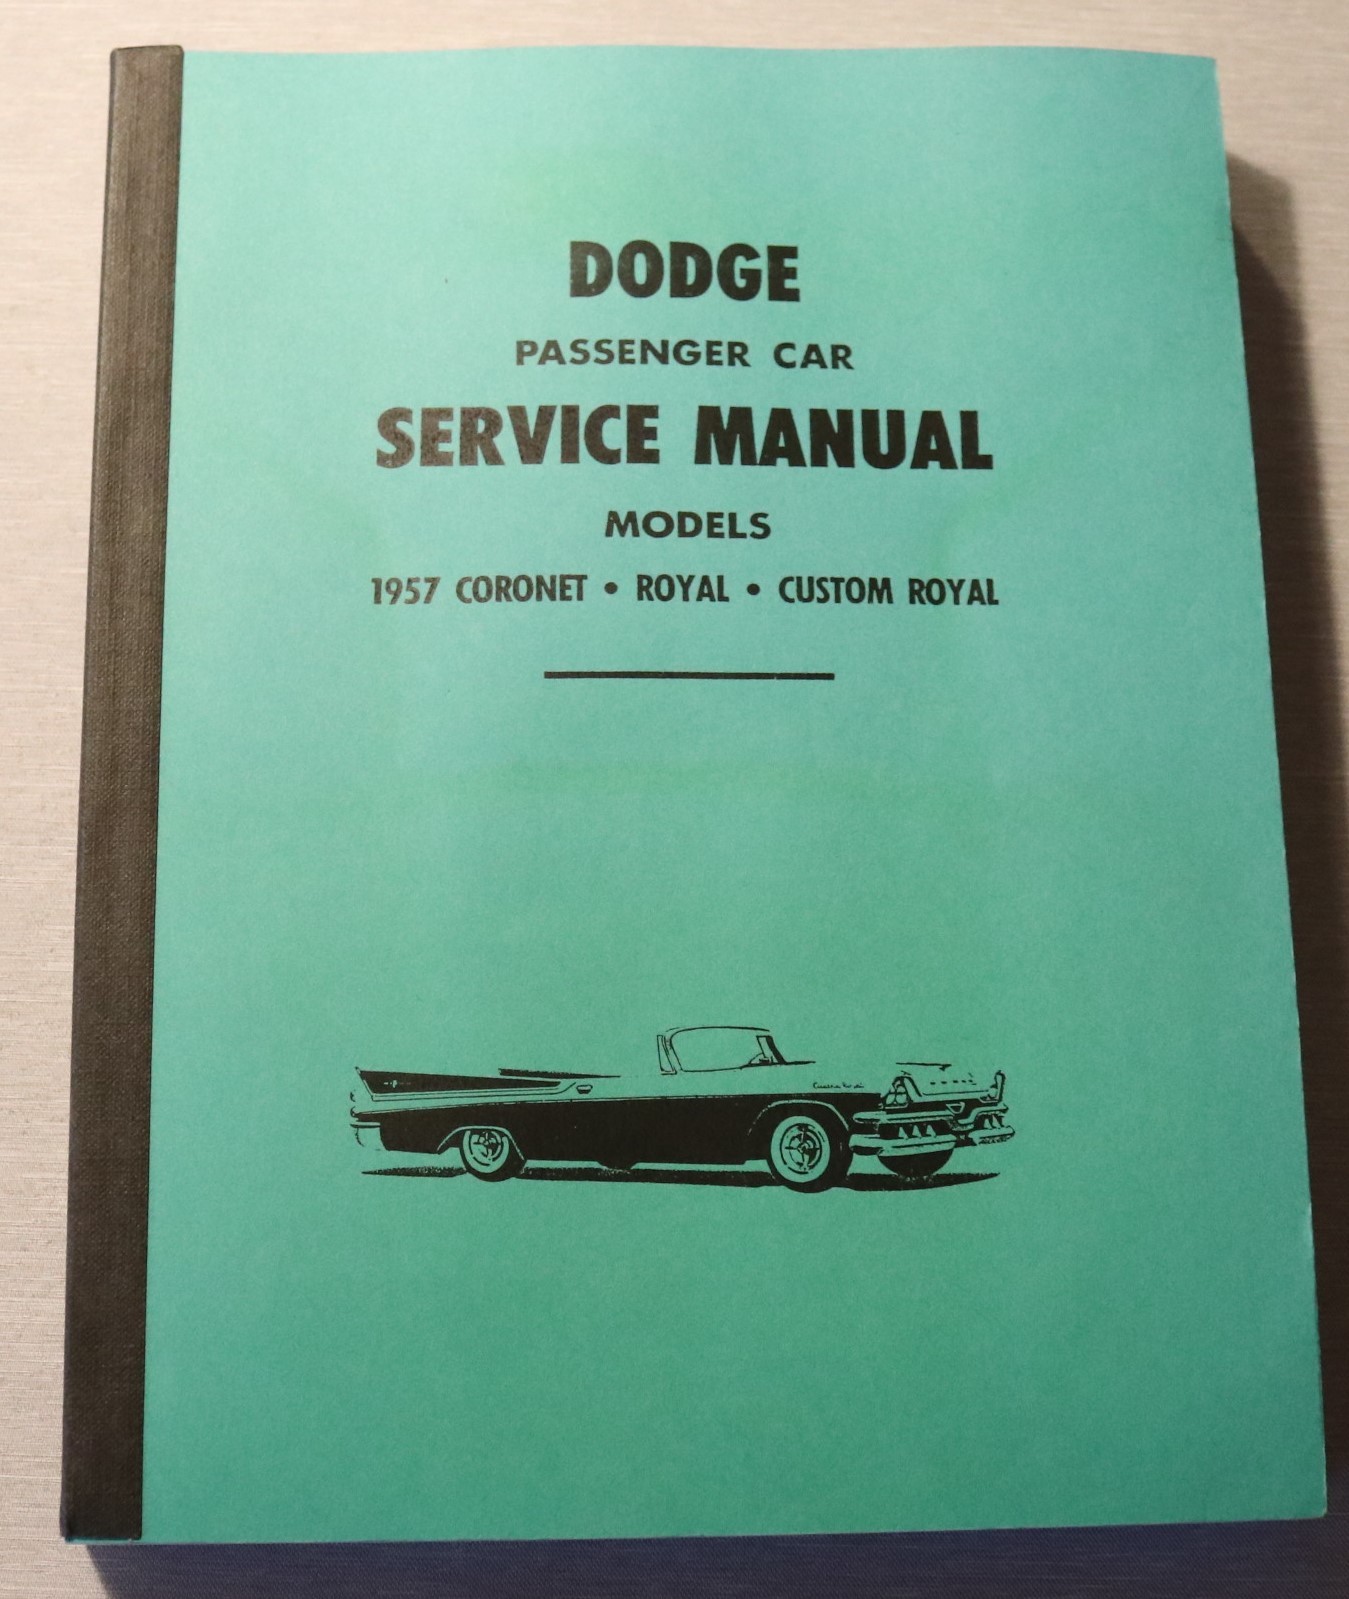 DODGE
PASSENGER CAR
SERVICE MANUAL
MODELS
1957 CORONET • ROYAL • CUSTOM ROYAL